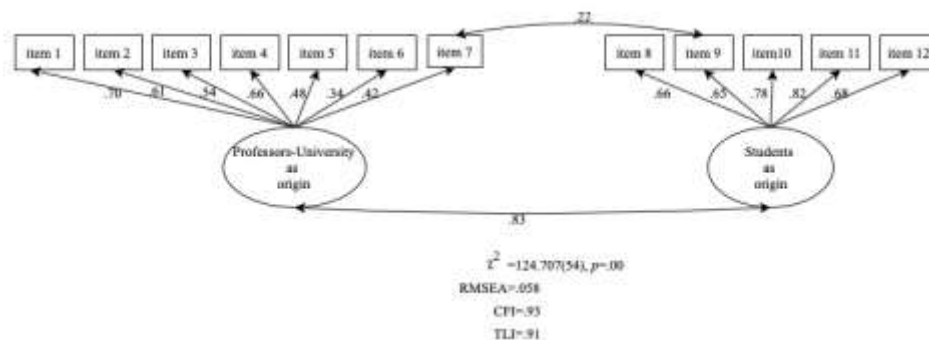 .22
item 1 item 2 item 3 item 4 item 5 item 6 item 7 item 8 item 9 item10 item 11 item 12
.70 .61 .54 .66 .48 .34 .42 .66 .65 .78 .82 .68
Professors-University
as
origin
Students
as
origin
.83
χ2 =124.707(54), p=.00
RMSEA=.058
CFI=.93
TLI=.91